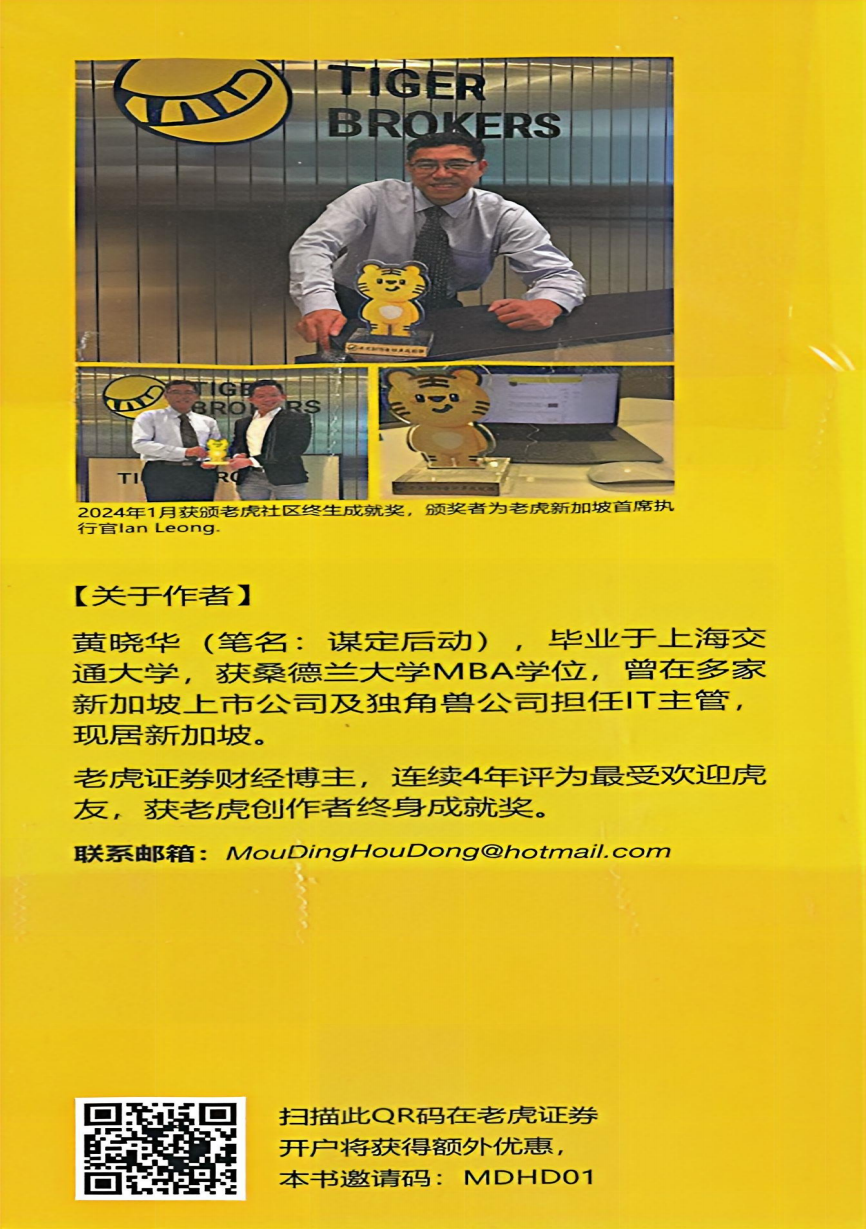 TIGER
BROKERS
TIGER
BROKERS
2024年1月获颁老虎社区终生成就奖，颁奖者为老虎新加坡首席执
行官Ian Leong.
【关于作者】
黄晓华（笔名：谋定后动），毕业于上海交
通大学，获桑德兰大学MBA学位，曾在多家
新加坡上市公司及独角兽公司担任IT主管，
现居新加坡。
老虎证券财经博主，连续4年评为最受欢迎虎
友，获老虎创作者终身成就奖。
联系邮箱：MouDingHouDong@hotmail.com
扫描此QR码在老虎证券
开户将获得额外优惠，
本书邀请码：MDHD01